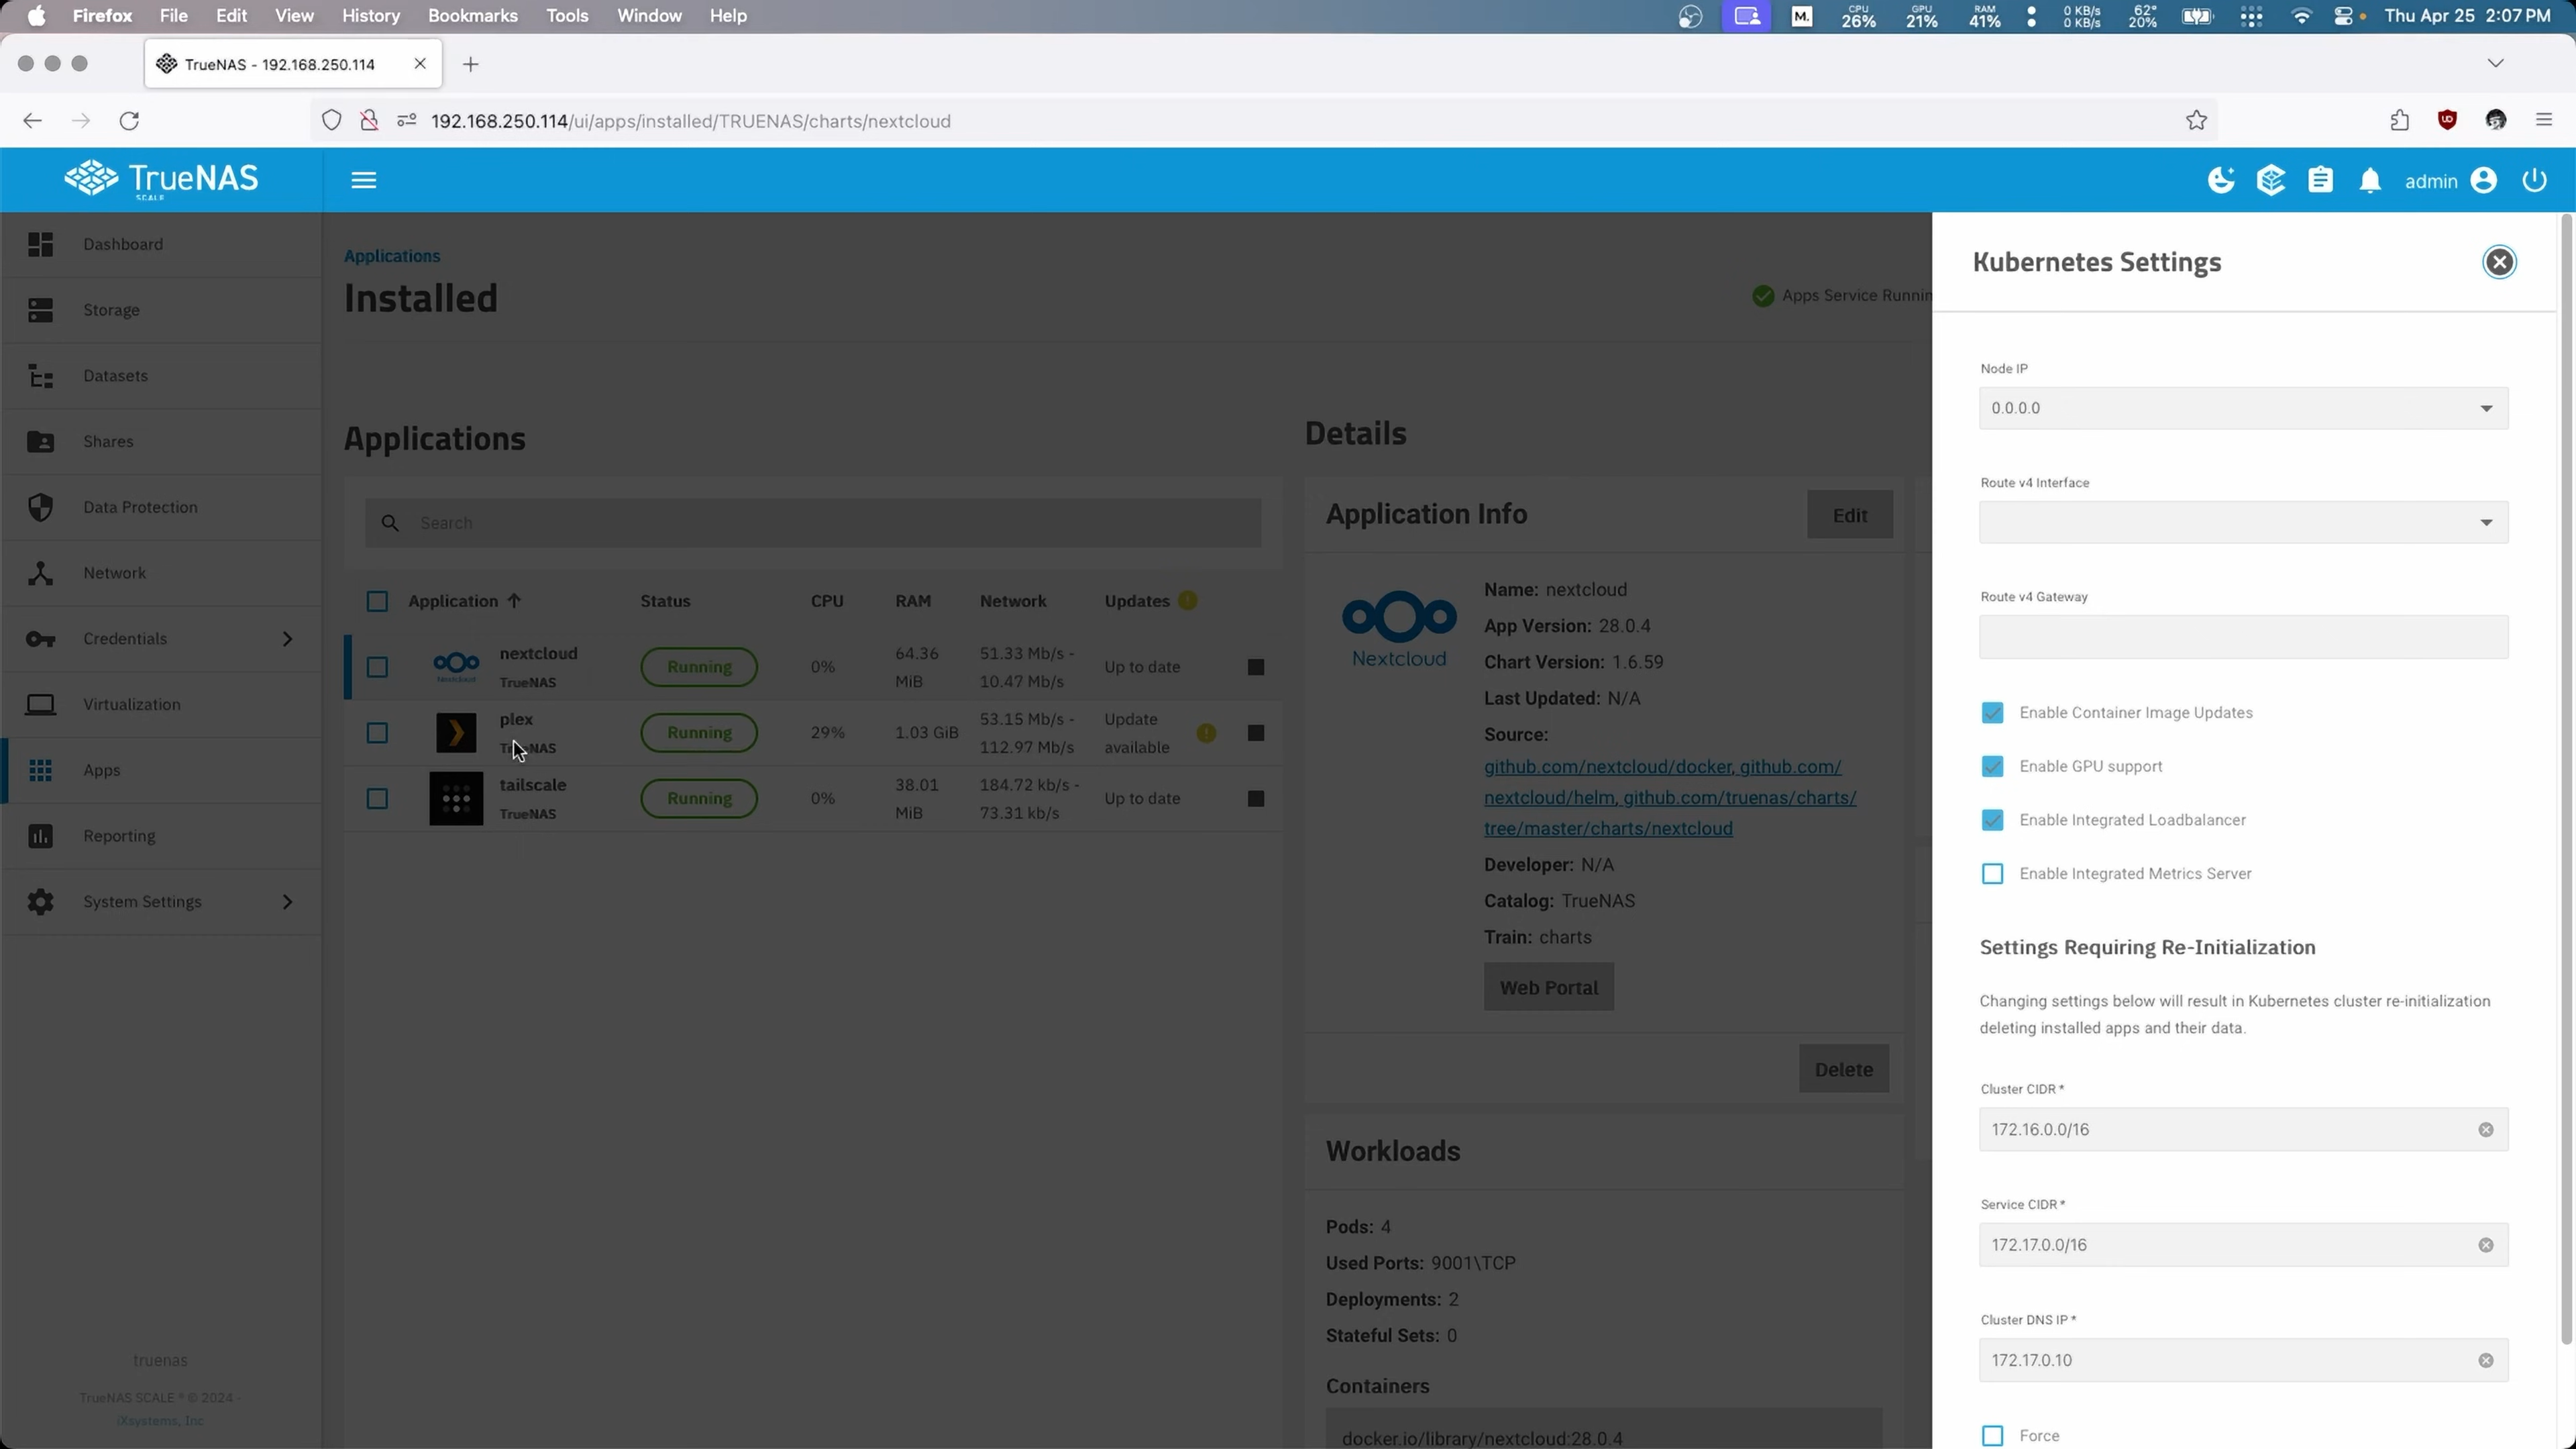 Firefox File Edit View History Bookmarks Tools Window Help
M. CPU 26% GPU 21% RAM 41% 0 KB/s 0 KB/s 62° 20% Thu Apr 25 2:07 PM
TrueNAS - 192.168.250.114
192.168.250.114/ui/apps/installed/TRUENAS/charts/nextcloud
TrueNAS
SCALE
admin
Dashboard
Storage
Datasets
Shares
Data Protection
Network
Credentials
Virtualization
Apps
Reporting
System Settings
truenas
TrueNAS SCALE ® © 2024 -
iXsystems, Inc
Applications
Installed
Apps Service Runnin
Applications
Search
Application Status CPU RAM Network Updates
nextcloud
TrueNAS
Running
0%
64.36
MiB
51.33 Mb/s -
10.47 Mb/s
Up to date
plex
TrueNAS
Running
29%
1.03 GiB
53.15 Mb/s -
112.97 Mb/s
Update
available
tailscale
TrueNAS
Running
0%
38.01
MiB
184.72 kb/s -
73.31 kb/s
Up to date
Details
Application Info
Edit
Nextcloud
Name: nextcloud
App Version: 28.0.4
Chart Version: 1.6.59
Last Updated: N/A
Source:
github.com/nextcloud/docker, github.com/
nextcloud/helm, github.com/truenas/charts/
tree/master/charts/nextcloud
Developer: N/A
Catalog: TrueNAS
Train: charts
Web Portal
Delete
Workloads
Pods: 4
Used Ports: 9001\TCP
Deployments: 2
Stateful Sets: 0
Containers
docker.io/library/nextcloud:28.0.4
Kubernetes Settings
Node IP
0.0.0.0
Route v4 Interface
Route v4 Gateway
Enable Container Image Updates
Enable GPU support
Enable Integrated Loadbalancer
Enable Integrated Metrics Server
Settings Requiring Re-Initialization
Changing settings below will result in Kubernetes cluster re-initialization
deleting installed apps and their data.
Cluster CIDR *
172.16.0.0/16
Service CIDR *
172.17.0.0/16
Cluster DNS IP *
172.17.0.10
Force